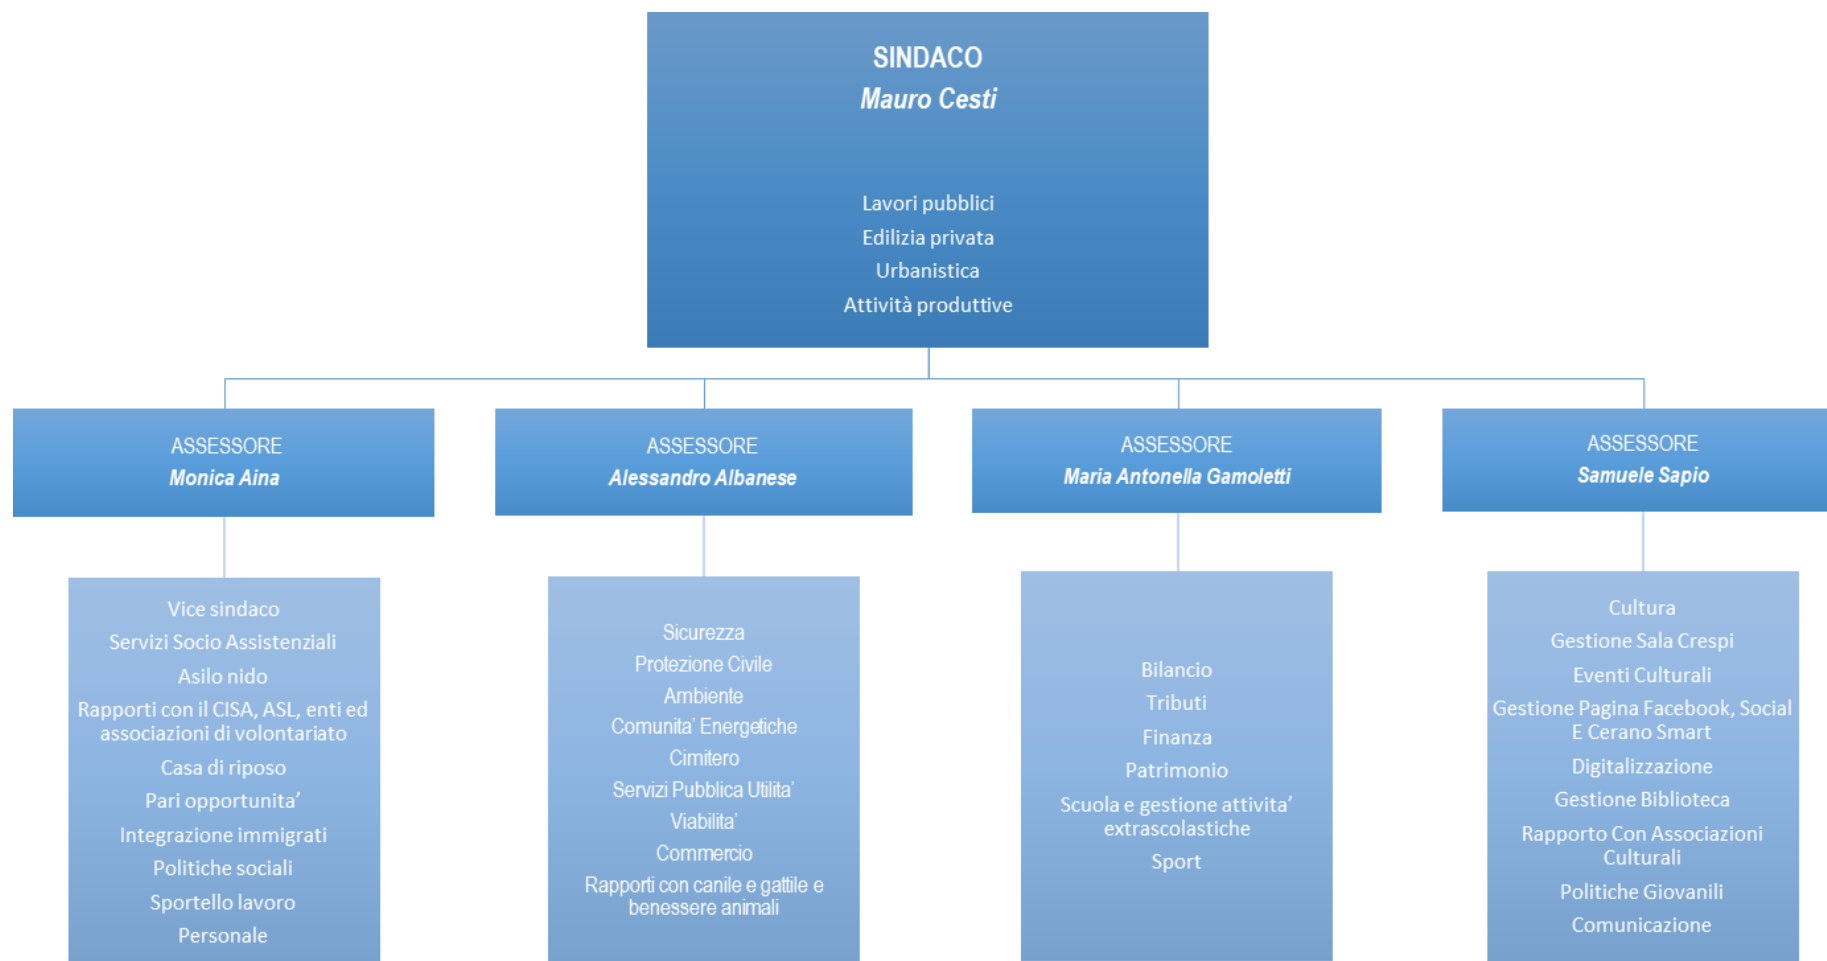 SINDACO
Mauro Cesti
Lavori pubblici
Edilizia privata
Urbanistica
Attività produttive
ASSESSORE
Monica Aina
ASSESSORE
Alessandro Albanese
ASSESSORE
Maria Antonella Gamoletti
ASSESSORE
Samuele Sapio
Vice sindaco
Servizi Socio Assistenziali
Asilo nido
Rapporti con il CISA, ASL, enti ed
associazioni di volontariato
Casa di riposo
Pari opportunita’
Integrazione immigrati
Politiche sociali
Sportello lavoro
Personale
Sicurezza
Protezione Civile
Ambiente
Comunita’ Energetiche
Cimitero
Servizi Pubblica Utilita’
Viabilita’
Commercio
Rapporti con canile e gattile e
benessere animali
Bilancio
Tributi
Finanza
Patrimonio
Scuola e gestione attivita’
extrascolastiche
Sport
Cultura
Gestione Sala Crespi
Eventi Culturali
Gestione Pagina Facebook, Social
E Cerano Smart
Digitalizzazione
Gestione Biblioteca
Rapporto Con Associazioni
Culturali
Politiche Giovanili
Comunicazione